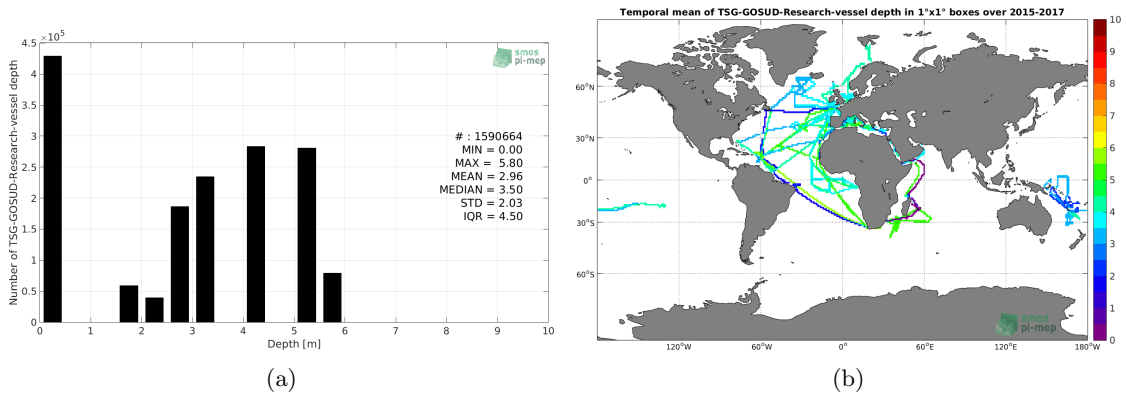 ×10⁵
4.5
4
3.5
3
2.5
2
1.5
1
0.5
0
Number of TSG-GOSUD-Research-vessel depth
smos
pi-mep
# : 1590664
MIN = 0.00
MAX = 5.80
MEAN = 2.96
MEDIAN = 3.50
STD = 2.03
IQR = 4.50
0 1 2 3 4 5 6 7 8 9 10
Depth [m]
(a)
Temporal mean of TSG-GOSUD-Research-vessel depth in 1°x1° boxes over 2015-2017
60°N
30°N
0°
30°S
60°S
120°W 60°W 0° 60°E 120°E 180°W
smos
pi-mep
10
9
8
7
6
5
4
3
2
1
0
(b)